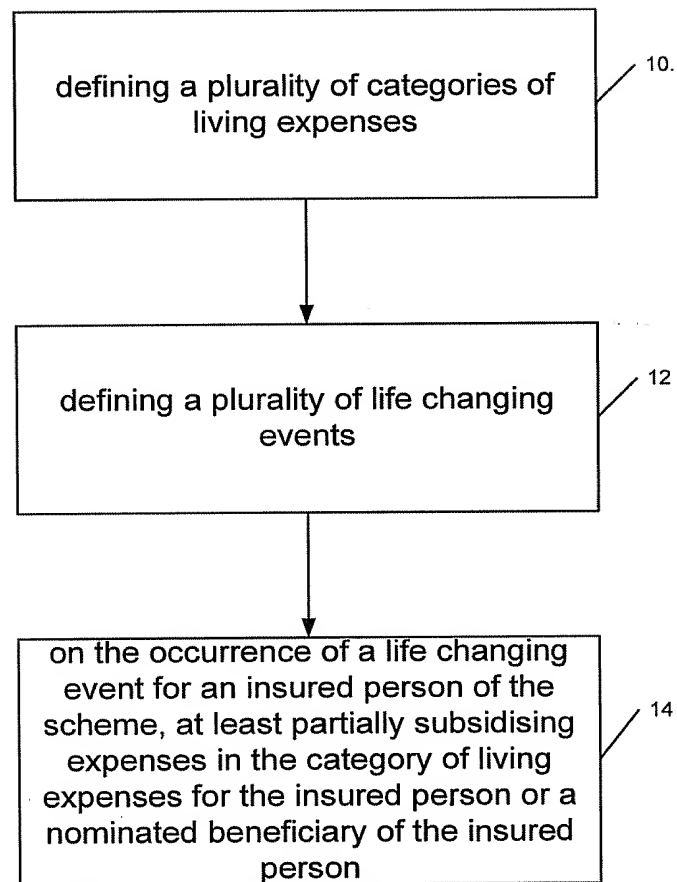 defining a plurality of categories of
living expenses
10.
defining a plurality of life changing
events
12
on the occurrence of a life changing
event for an insured person of the
scheme, at least partially subsidising
expenses in the category of living
expenses for the insured person or a
nominated beneficiary of the insured
person
14